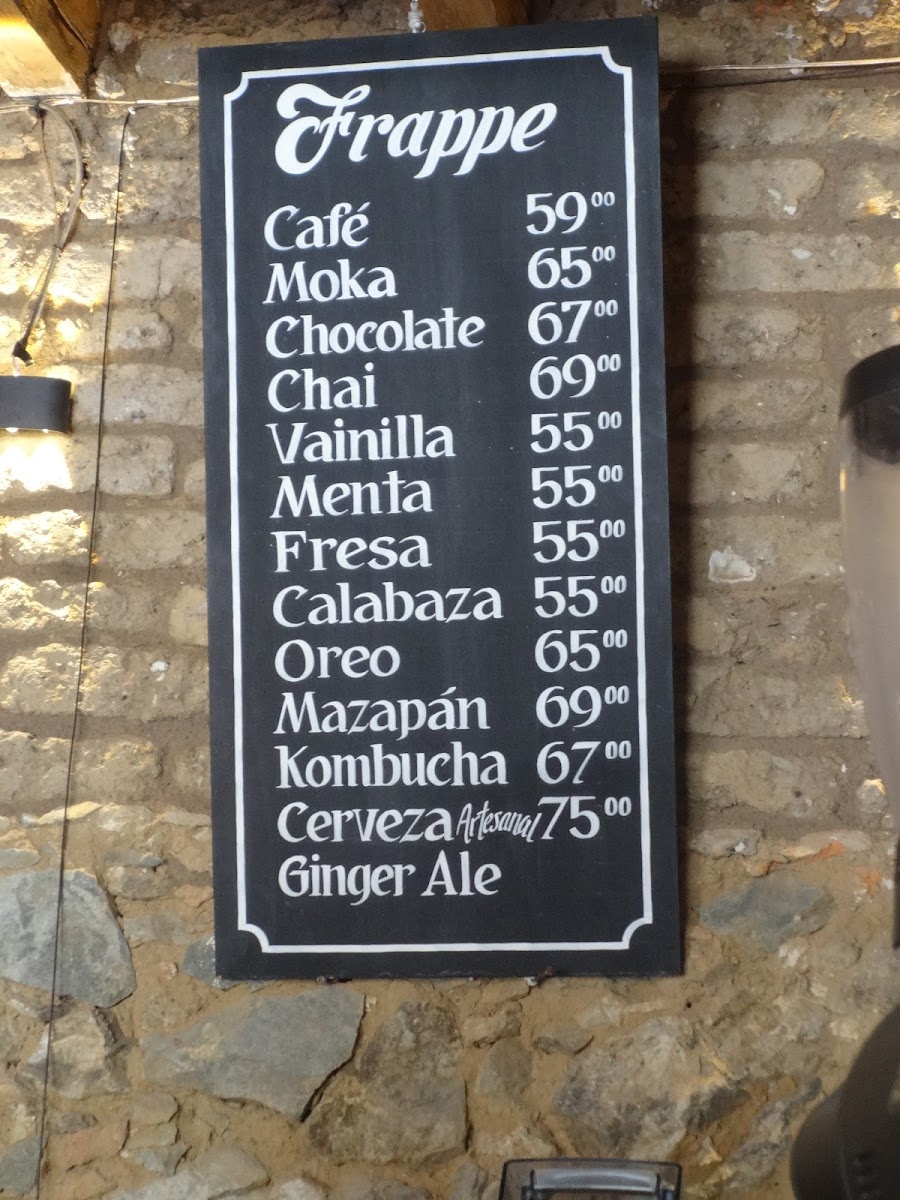 Frappe
Café 59⁰⁰
Moka 65⁰⁰
Chocolate 67⁰⁰
Chai 69⁰⁰
Vainilla 55⁰⁰
Menta 55⁰⁰
Fresa 55⁰⁰
Calabaza 55⁰⁰
Oreo 65⁰⁰
Mazapán 69⁰⁰
Kombucha 67⁰⁰
Cerveza Artesanal 75⁰⁰
Ginger Ale